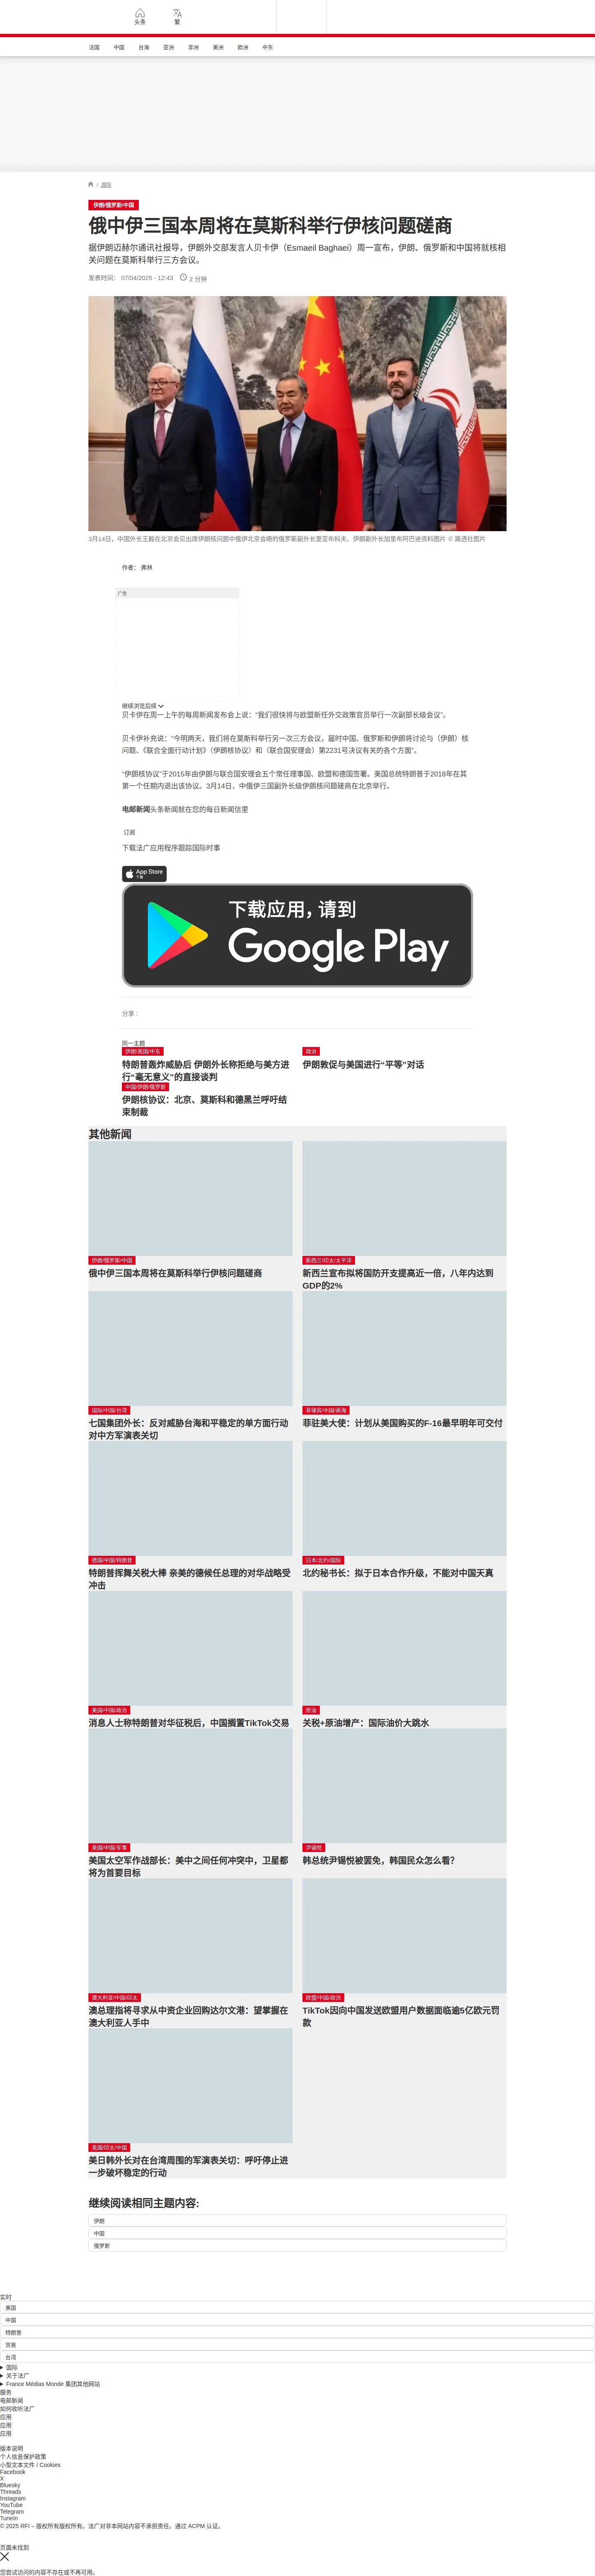 头条
繁
法国 中国 台海 亚洲 非洲 美洲 欧洲 中东
/ 国际
伊朗/俄罗斯/中国
俄中伊三国本周将在莫斯科举行伊核问题磋商
据伊朗迈赫尔通讯社报导，伊朗外交部发言人贝卡伊（Esmaeil Baghaei）周一宣布，伊朗、俄罗斯和中国将就核相
关问题在莫斯科举行三方会议。
发表时间： 07/04/2025 - 12:43 2 分钟
3月14日，中国外长王毅在北京会见出席伊朗核问题中俄伊北京会晤的俄罗斯副外长里亚布科夫、伊朗副外长加里布阿巴迪资料图片 © 路透社图片
作者： 弗林
广告
继续浏览后续
贝卡伊在周一上午的每周新闻发布会上说：“我们很快将与欧盟新任外交政策官员举行一次副部长级会议”。
贝卡伊补充说：“今明两天，我们将在莫斯科举行另一次三方会议，届时中国、俄罗斯和伊朗将讨论与（伊朗）核
问题、《联合全面行动计划》（伊朗核协议）和（联合国安理会）第2231号决议有关的各个方面”。
“伊朗核协议”于2015年由伊朗与联合国安理会五个常任理事国、欧盟和德国签署。美国总统特朗普于2018年在其
第一个任期内退出该协议。3月14日，中俄伊三国副外长级伊朗核问题磋商在北京举行。
电邮新闻头条新闻就在您的每日新闻信里
订阅
下载法广应用程序跟踪国际时事
App Store
下载
下载应用，请到
Google Play
分享 :
同一主题
伊朗/美国/中东
特朗普轰炸威胁后 伊朗外长称拒绝与美方进
行“毫无意义”的直接谈判
政治
伊朗敦促与美国进行“平等”对话
中国/伊朗/俄罗斯
伊朗核协议：北京、莫斯科和德黑兰呼吁结
束制裁
其他新闻
伊朗/俄罗斯/中国
俄中伊三国本周将在莫斯科举行伊核问题磋商
新西兰/印太/太平洋
新西兰宣布拟将国防开支提高近一倍，八年内达到
GDP的2%
国际/中国/台湾
七国集团外长：反对威胁台海和平稳定的单方面行动
对中方军演表关切
菲律宾/中国/南海
菲驻美大使：计划从美国购买的F-16最早明年可交付
德国/中国/特朗普
特朗普挥舞关税大棒 亲美的德候任总理的对华战略受
冲击
日本/北约/国际
北约秘书长：拟于日本合作升级，不能对中国天真
美国/中国/政治
消息人士称特朗普对华征税后，中国搁置TikTok交易
原油
关税+原油增产：国际油价大跳水
美国/中国/军事
美国太空军作战部长：美中之间任何冲突中，卫星都
将为首要目标
尹锡悦
韩总统尹锡悦被罢免，韩国民众怎么看？
澳大利亚/中国/印太
澳总理指将寻求从中资企业回购达尔文港：望掌握在
澳大利亚人手中
欧盟/中国/政治
TikTok因向中国发送欧盟用户数据面临逾5亿欧元罚
款
美国/印太/中国
美日韩外长对在台湾周围的军演表关切：呼吁停止进
一步破坏稳定的行动
继续阅读相同主题内容:
伊朗
中国
俄罗斯
实时
美国
中国
特朗普
贸易
台湾
国际
关于法广
France Médias Monde 集团其他网站
服务
电邮新闻
如何收听法广
应用
应用
应用
版本说明
个人信息保护政策
小型文本文件 / Cookies
Facebook
X
Bluesky
Threads
Instagram
YouTube
Telegram
TuneIn
© 2025 RFI – 版权所有版权所有。法广对非本网站内容不承担责任。通过 ACPM 认证。
页面未找到
您尝试访问的内容不存在或不再可用。